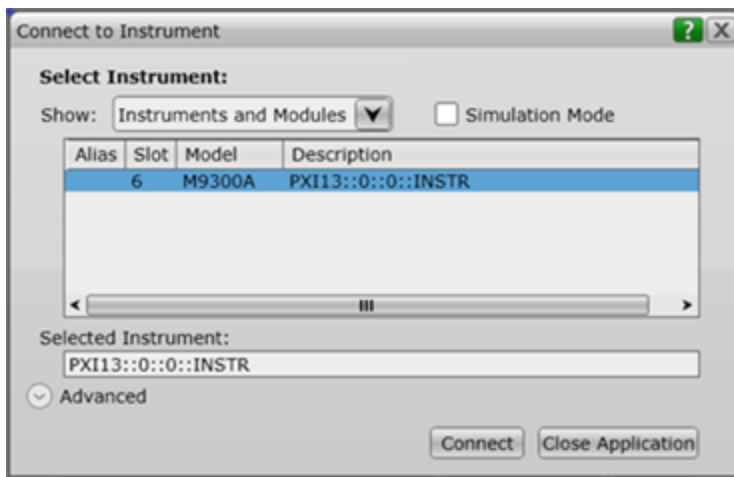 Connect to Instrument ? X
Select Instrument:
Show: Instruments and Modules Simulation Mode
Alias Slot Model Description
6 M9300A PXI13::0::0::INSTR
Selected Instrument:
PXI13::0::0::INSTR
Advanced
Connect Close Application